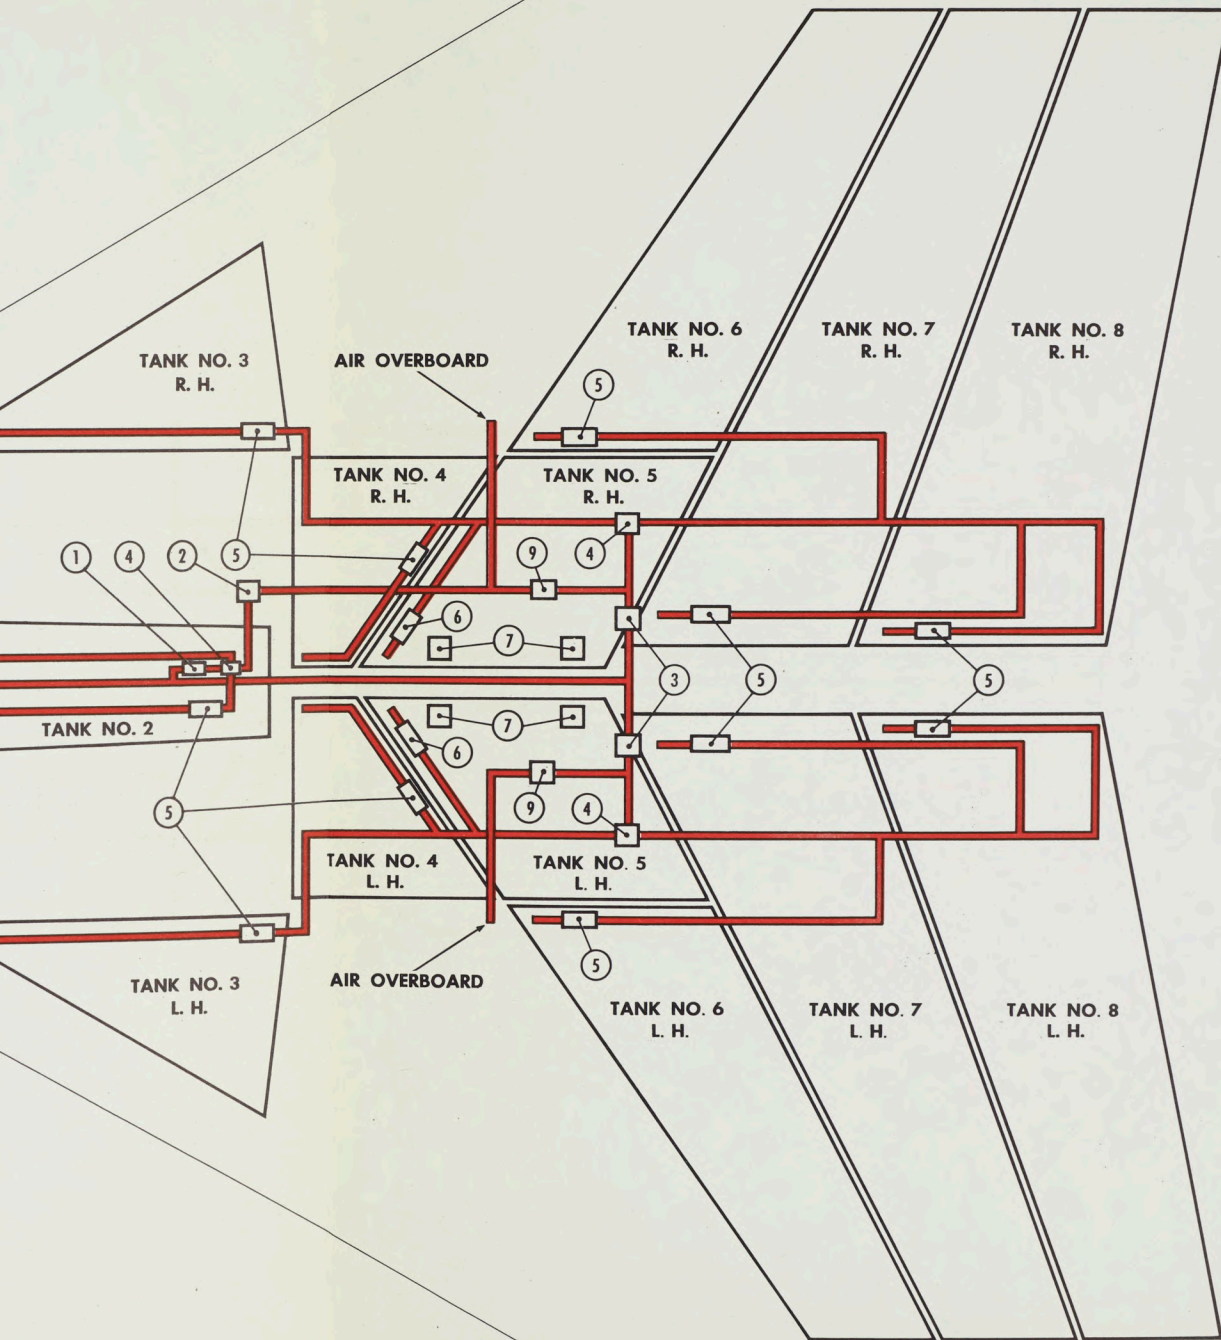 TANK NO. 6
R. H.
TANK NO. 7
R. H.
TANK NO. 8
R. H.
TANK NO. 3
R. H.
AIR OVERBOARD
5
TANK NO. 4
R. H.
TANK NO. 5
R. H.
1
4
2
5
9
4
6
7
3
5
5
TANK NO. 2
7
6
5
9
4
TANK NO. 4
L. H.
TANK NO. 5
L. H.
5
TANK NO. 3
L. H.
AIR OVERBOARD
TANK NO. 6
L. H.
TANK NO. 7
L. H.
TANK NO. 8
L. H.